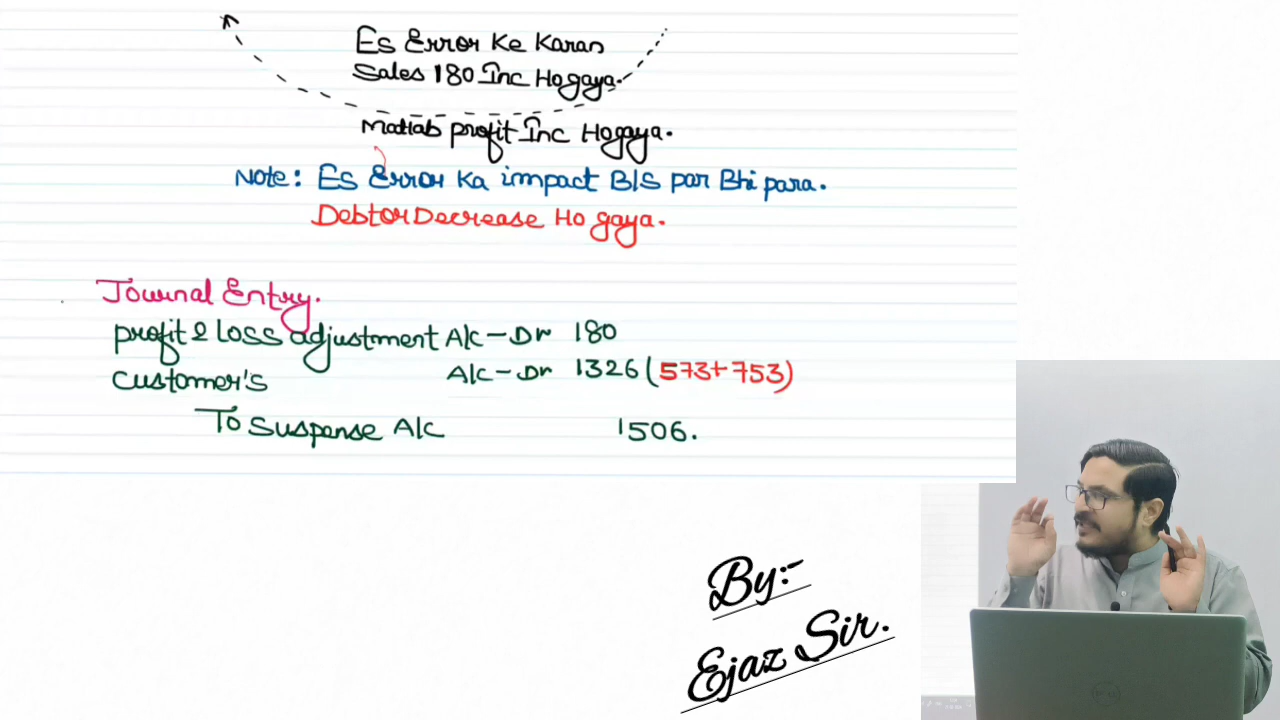 Es Error Ke Karan
Sales 180 Inc Ho gaya.
Matlab profit Inc Hogaya.
Note: Es Error Ka impact B/S par Bhi para.
Debtor Decrease Ho gaya.
Journal Entry.
profit & Loss adjustment A/c - Dr 180
Customer's A/c - Dr 1326 (573+753)
To Suspense A/c 1506.
By:-
Ejaz Sir.